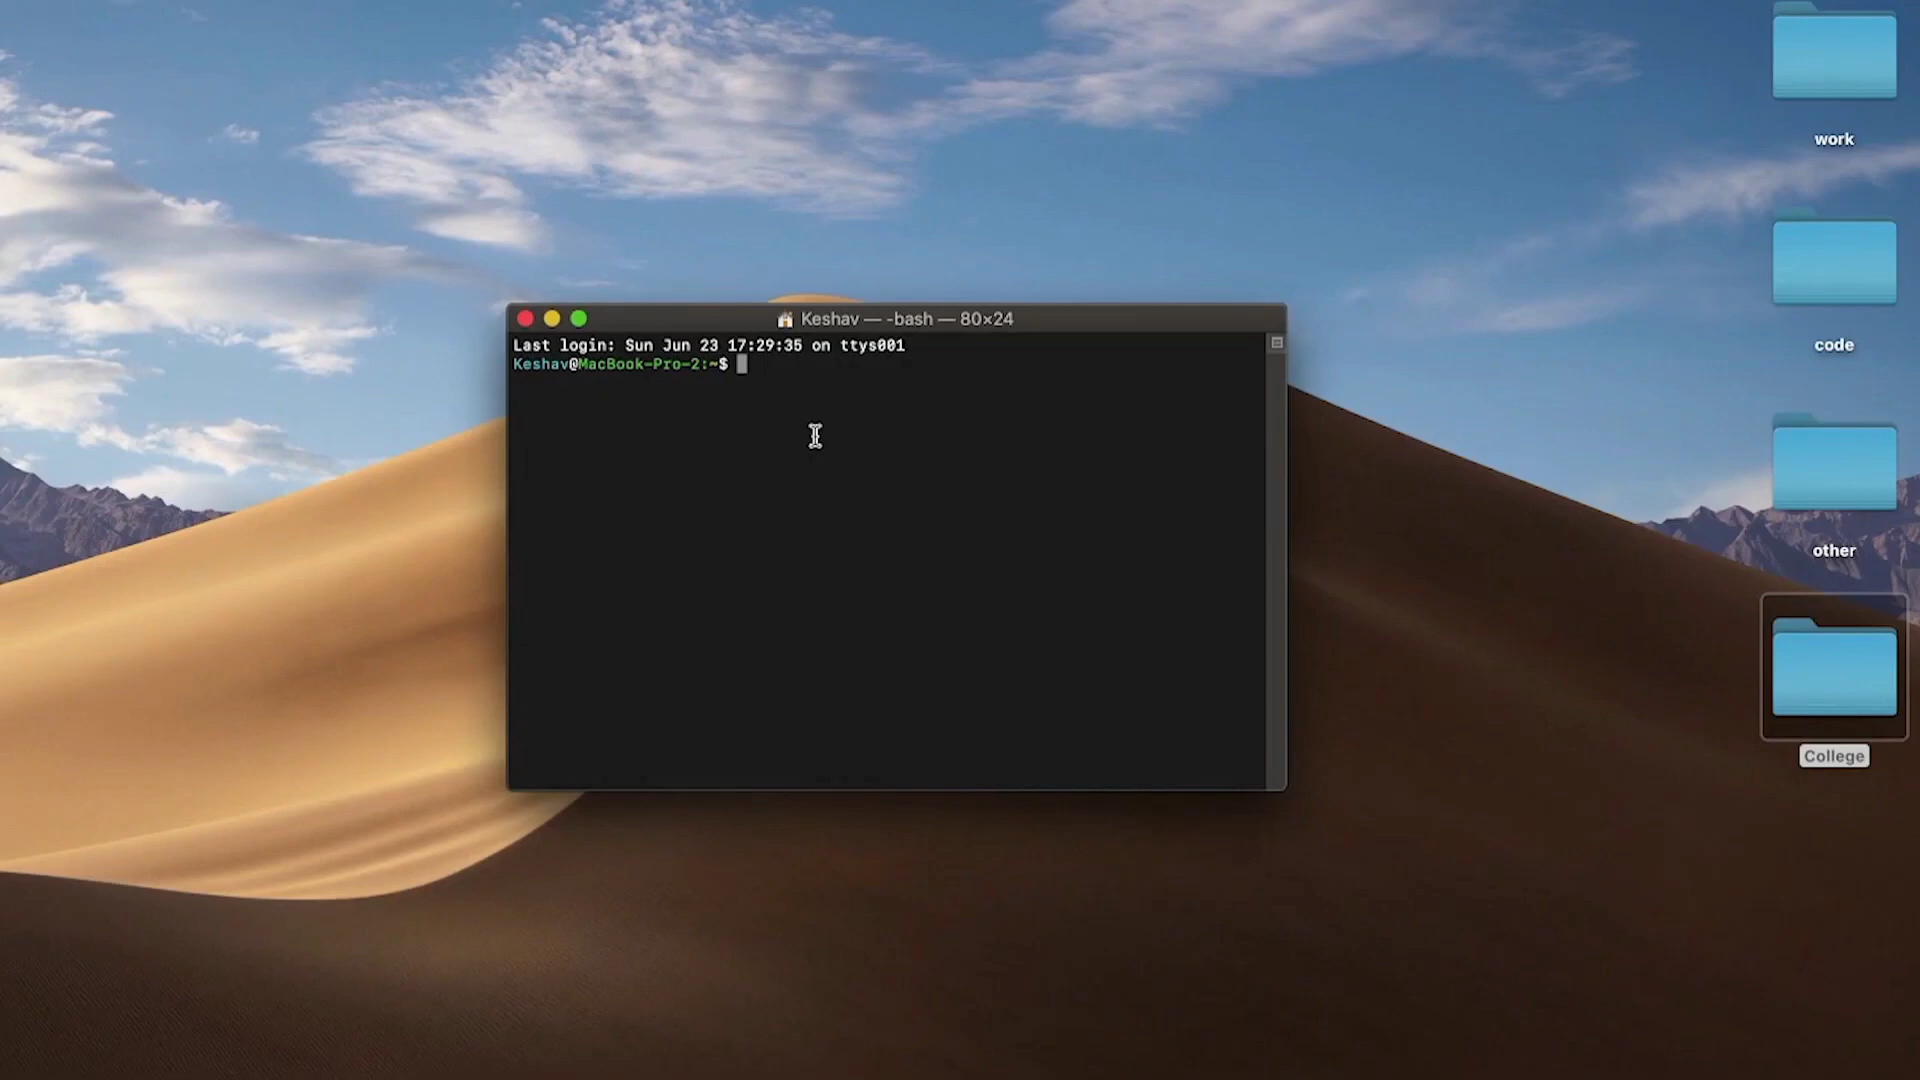 work
Keshav — -bash — 80×24
Last login: Sun Jun 23 17:29:35 on ttys001
Keshav@MacBook-Pro-2:~$
code
other
College